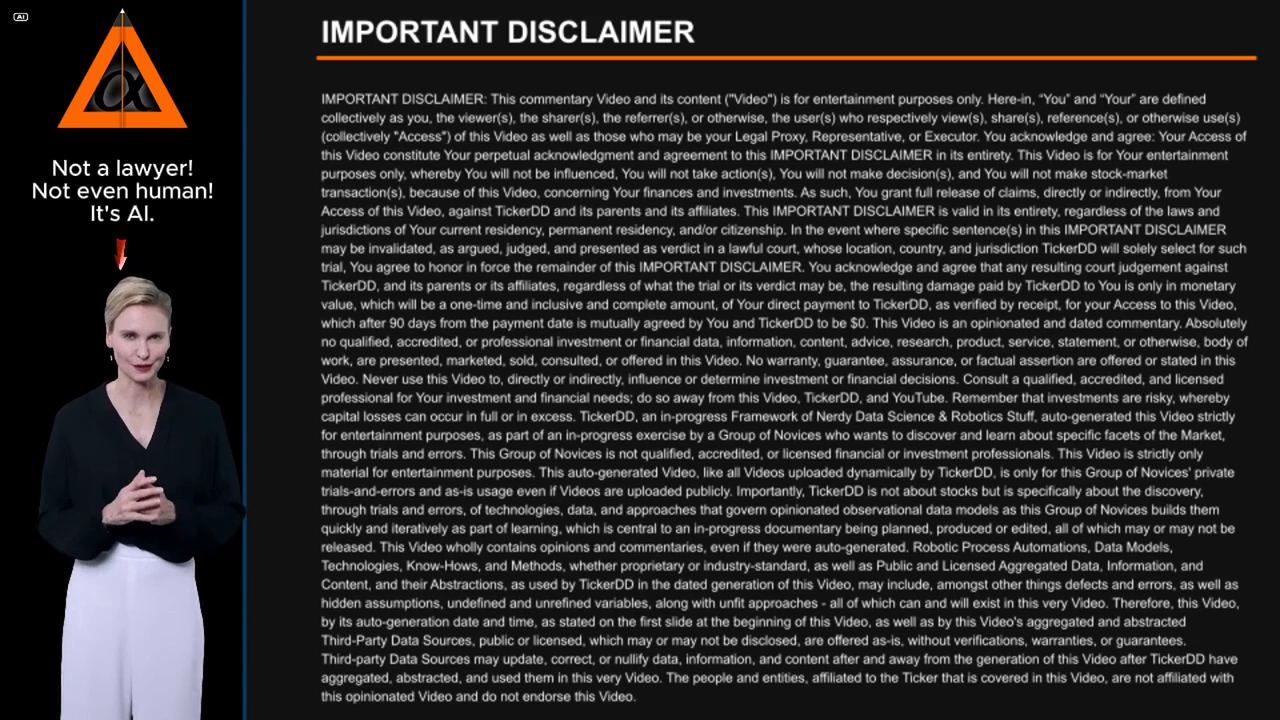 AI
IMPORTANT DISCLAIMER
α
Not a lawyer!
Not even human!
It's AI.
IMPORTANT DISCLAIMER: This commentary Video and its content ("Video") is for entertainment purposes only. Here-in, “You” and “Your” are defined
collectively as you, the viewer(s), the sharer(s), the referrer(s), or otherwise, the user(s) who respectively view(s), share(s), reference(s), or otherwise use(s)
(collectively "Access") of this Video as well as those who may be your Legal Proxy, Representative, or Executor. You acknowledge and agree: Your Access of
this Video constitute Your perpetual acknowledgment and agreement to this IMPORTANT DISCLAIMER in its entirety. This Video is for Your entertainment
purposes only, whereby You will not be influenced, You will not take action(s), You will not make decision(s), and You will not make stock-market
transaction(s), because of this Video, concerning Your finances and investments. As such, You grant full release of claims, directly or indirectly, from Your
Access of this Video, against TickerDD and its parents and its affiliates. This IMPORTANT DISCLAIMER is valid in its entirety, regardless of the laws and
jurisdictions of Your current residency, permanent residency, and/or citizenship. In the event where specific sentence(s) in this IMPORTANT DISCLAIMER
may be invalidated, as argued, judged, and presented as verdict in a lawful court, whose location, country, and jurisdiction TickerDD will solely select for such
trial, You agree to honor in force the remainder of this IMPORTANT DISCLAIMER. You acknowledge and agree that any resulting court judgement against
TickerDD, and its parents or its affiliates, regardless of what the trial or its verdict may be, the resulting damage paid by TickerDD to You is only in monetary
value, which will be a one-time and inclusive and complete amount, of Your direct payment to TickerDD, as verified by receipt, for your Access to this Video,
which after 90 days from the payment date is mutually agreed by You and TickerDD to be $0. This Video is an opinionated and dated commentary. Absolutely
no qualified, accredited, or professional investment or financial data, information, content, advice, research, product, service, statement, or otherwise, body of
work, are presented, marketed, sold, consulted, or offered in this Video. No warranty, guarantee, assurance, or factual assertion are offered or stated in this
Video. Never use this Video to, directly or indirectly, influence or determine investment or financial decisions. Consult a qualified, accredited, and licensed
professional for Your investment and financial needs; do so away from this Video, TickerDD, and YouTube. Remember that investments are risky, whereby
capital losses can occur in full or in excess. TickerDD, an in-progress Framework of Nerdy Data Science & Robotics Stuff, auto-generated this Video strictly
for entertainment purposes, as part of an in-progress exercise by a Group of Novices who wants to discover and learn about specific facets of the Market,
through trials and errors. This Group of Novices is not qualified, accredited, or licensed financial or investment professionals. This Video is strictly only
material for entertainment purposes. This auto-generated Video, like all Videos uploaded dynamically by TickerDD, is only for this Group of Novices' private
trials-and-errors and as-is usage even if Videos are uploaded publicly. Importantly, TickerDD is not about stocks but is specifically about the discovery,
through trials and errors, of technologies, data, and approaches that govern opinionated observational data models as this Group of Novices builds them
quickly and iteratively as part of learning, which is central to an in-progress documentary being planned, produced or edited, all of which may or may not be
released. This Video wholly contains opinions and commentaries, even if they were auto-generated. Robotic Process Automations, Data Models,
Technologies, Know-Hows, and Methods, whether proprietary or industry-standard, as well as Public and Licensed Aggregated Data, Information, and
Content, and their Abstractions, as used by TickerDD in the dated generation of this Video, may include, amongst other things defects and errors, as well as
hidden assumptions, undefined and unrefined variables, along with unfit approaches - all of which can and will exist in this very Video. Therefore, this Video,
by its auto-generation date and time, as stated on the first slide at the beginning of this Video, as well as by this Video's aggregated and abstracted
Third-Party Data Sources, public or licensed, which may or may not be disclosed, are offered as-is, without verifications, warranties, or guarantees.
Third-party Data Sources may update, correct, or nullify data, information, and content after and away from the generation of this Video after TickerDD have
aggregated, abstracted, and used them in this very Video. The people and entities, affiliated to the Ticker that is covered in this Video, are not affiliated with
this opinionated Video and do not endorse this Video.